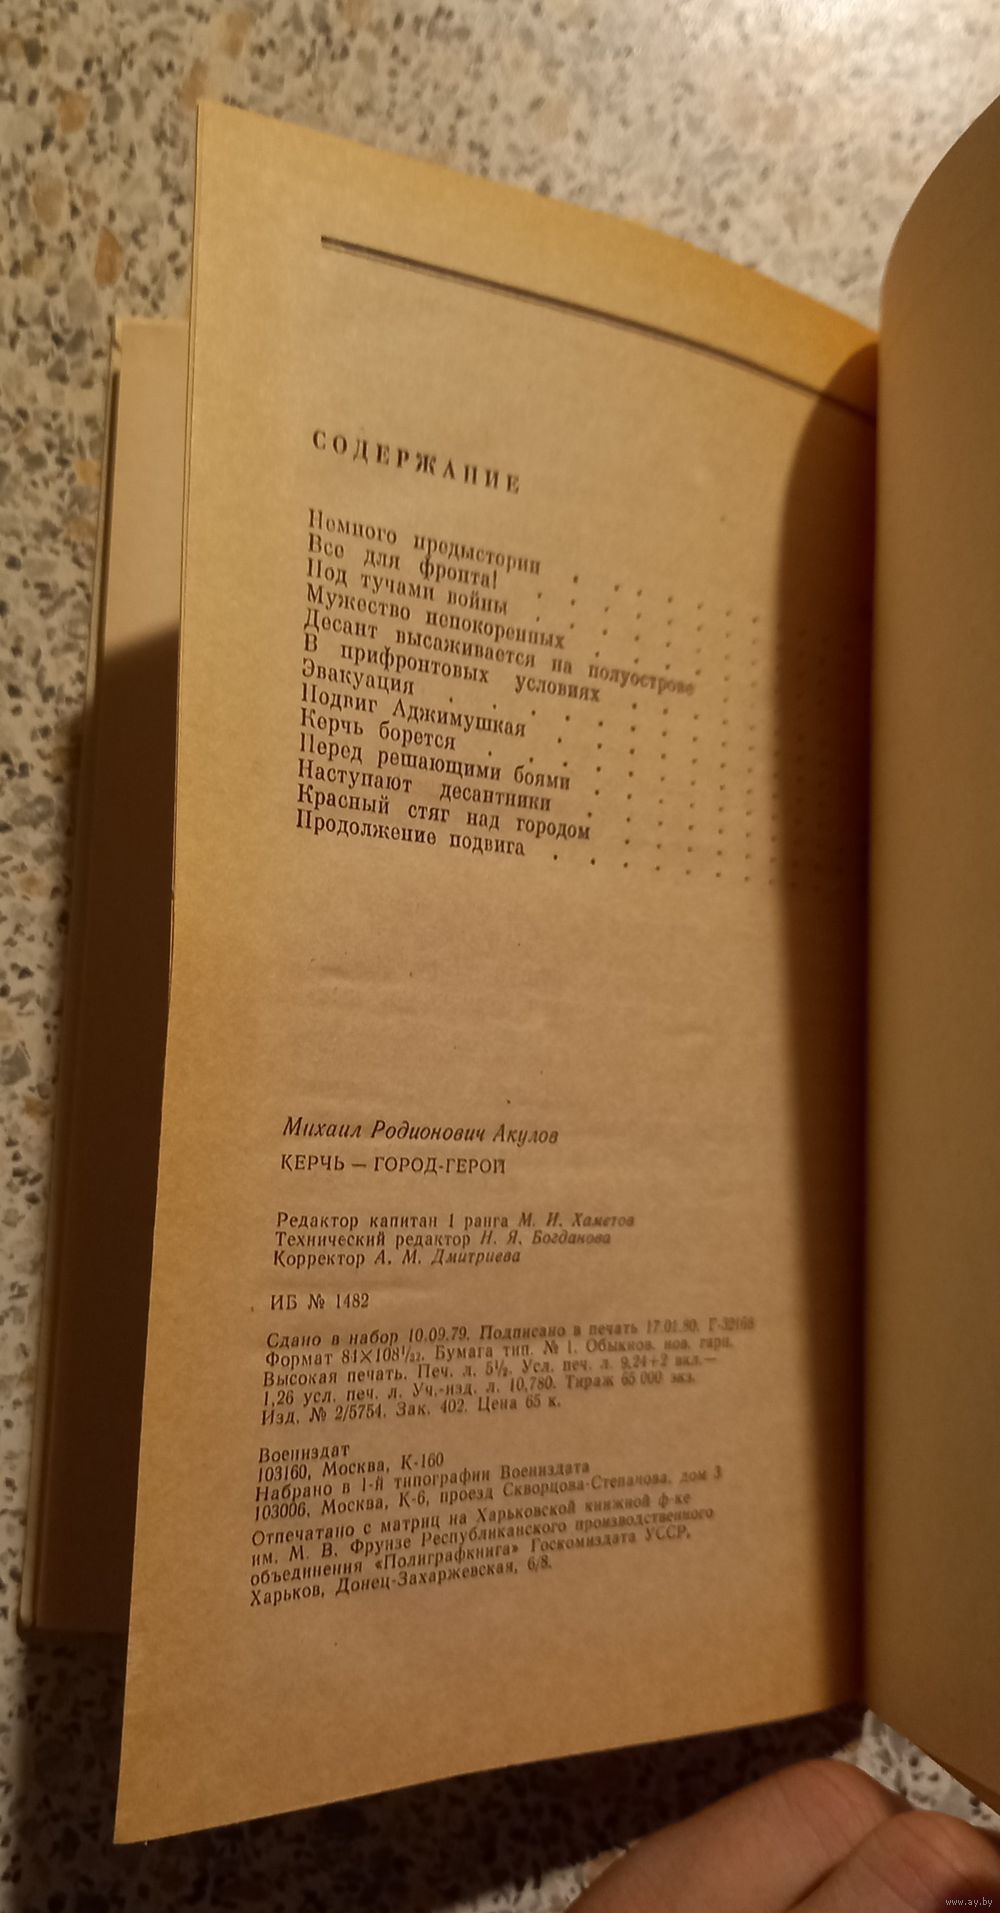 СОДЕРЖАНИЕ
Немного предыстории . . . . . .
Все для фронта! . . . . . .
Под тучами войны . . . . . .
Мужество непокоренных . . . . .
Десант высаживается на полуострове
В прифронтовых условиях . . . .
Эвакуация . . . . . . .
Подвиг Аджимушкая . . . . . .
Керчь борется . . . . . . .
Перед решающими боями . . . . .
Наступают десантники . . . . .
Красный стяг над городом . . . .
Продолжение подвига . . . . . .
Михаил Родионович Акулов
КЕРЧЬ — ГОРОД-ГЕРОЙ
Редактор капитан 1 ранга М. И. Хаметов
Технический редактор Н. Я. Богданова
Корректор А. М. Дмитриева
ИБ № 1482
Сдано в набор 10.09.79. Подписано в печать 17.01.80. Г-32168
Формат 84×108¹/₃₂. Бумага тип. № 1. Обыкнов. нов. гарн.
Высокая печать. Печ. л. 5½. Усл. печ. л. 9,24+2 вкл.—
1,26 усл. печ. л. Уч.-изд. л. 10,780. Тираж 65 000 экз.
Изд. № 2/5754. Зак. 402. Цена 65 к.
Воениздат
103160, Москва, К-160
Набрано в 1-й типографии Воениздата
103006, Москва, К-6, проезд Скворцова-Степанова, дом 3
Отпечатано с матриц на Харьковской книжной ф-ке
им. М. В. Фрунзе Республиканского производственного
объединения «Полиграфкнига» Госкомиздата УССР,
Харьков, Донец-Захаржевская, 6/8.
www.ay.by